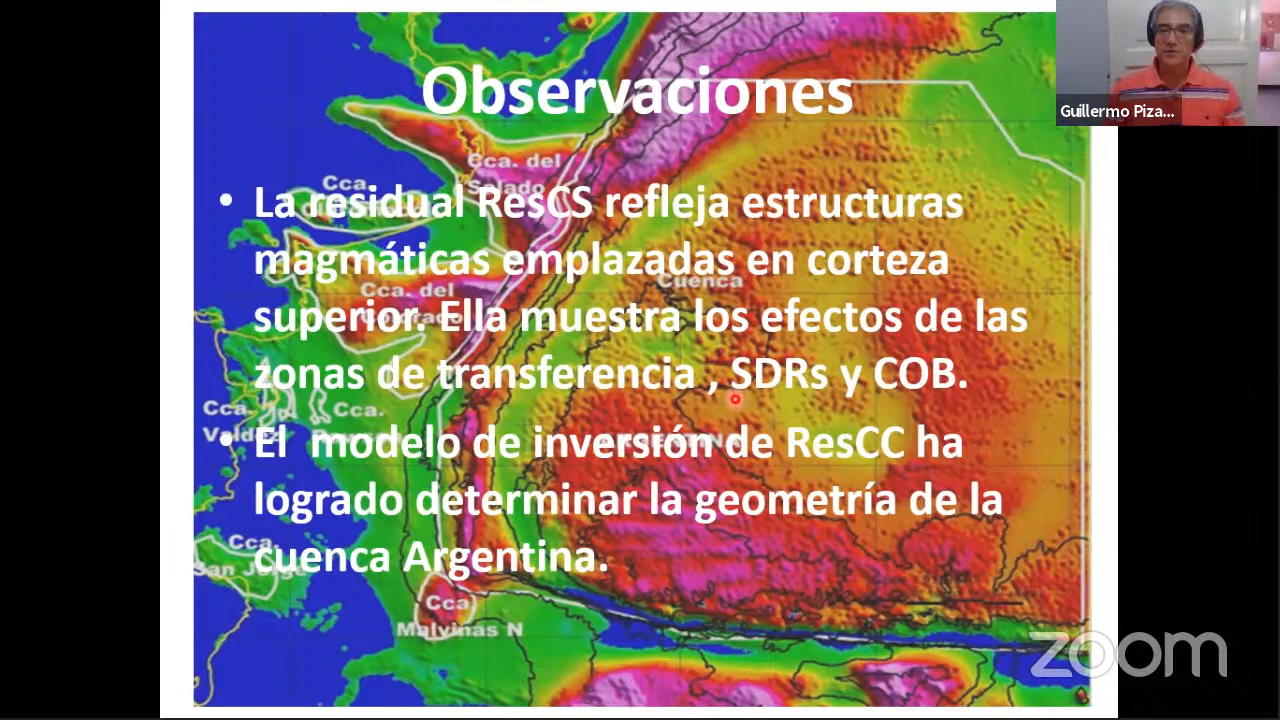 Observaciones
Guillermo Piza...
Cca. del
Salado
Cca.
• La residual ResCS refleja estructuras
magmáticas emplazadas en corteza
Cuenca
Cca. del
superior. Ella muestra los efectos de las
zonas de transferencia , SDRs y COB.
Cca.
Valdez
Cca.
• El  modelo de inversión de ResCC ha
logrado determinar la geometría de la
cuenca Argentina.
Cca.
San Jorge
Cca
Malvinas N
zoom